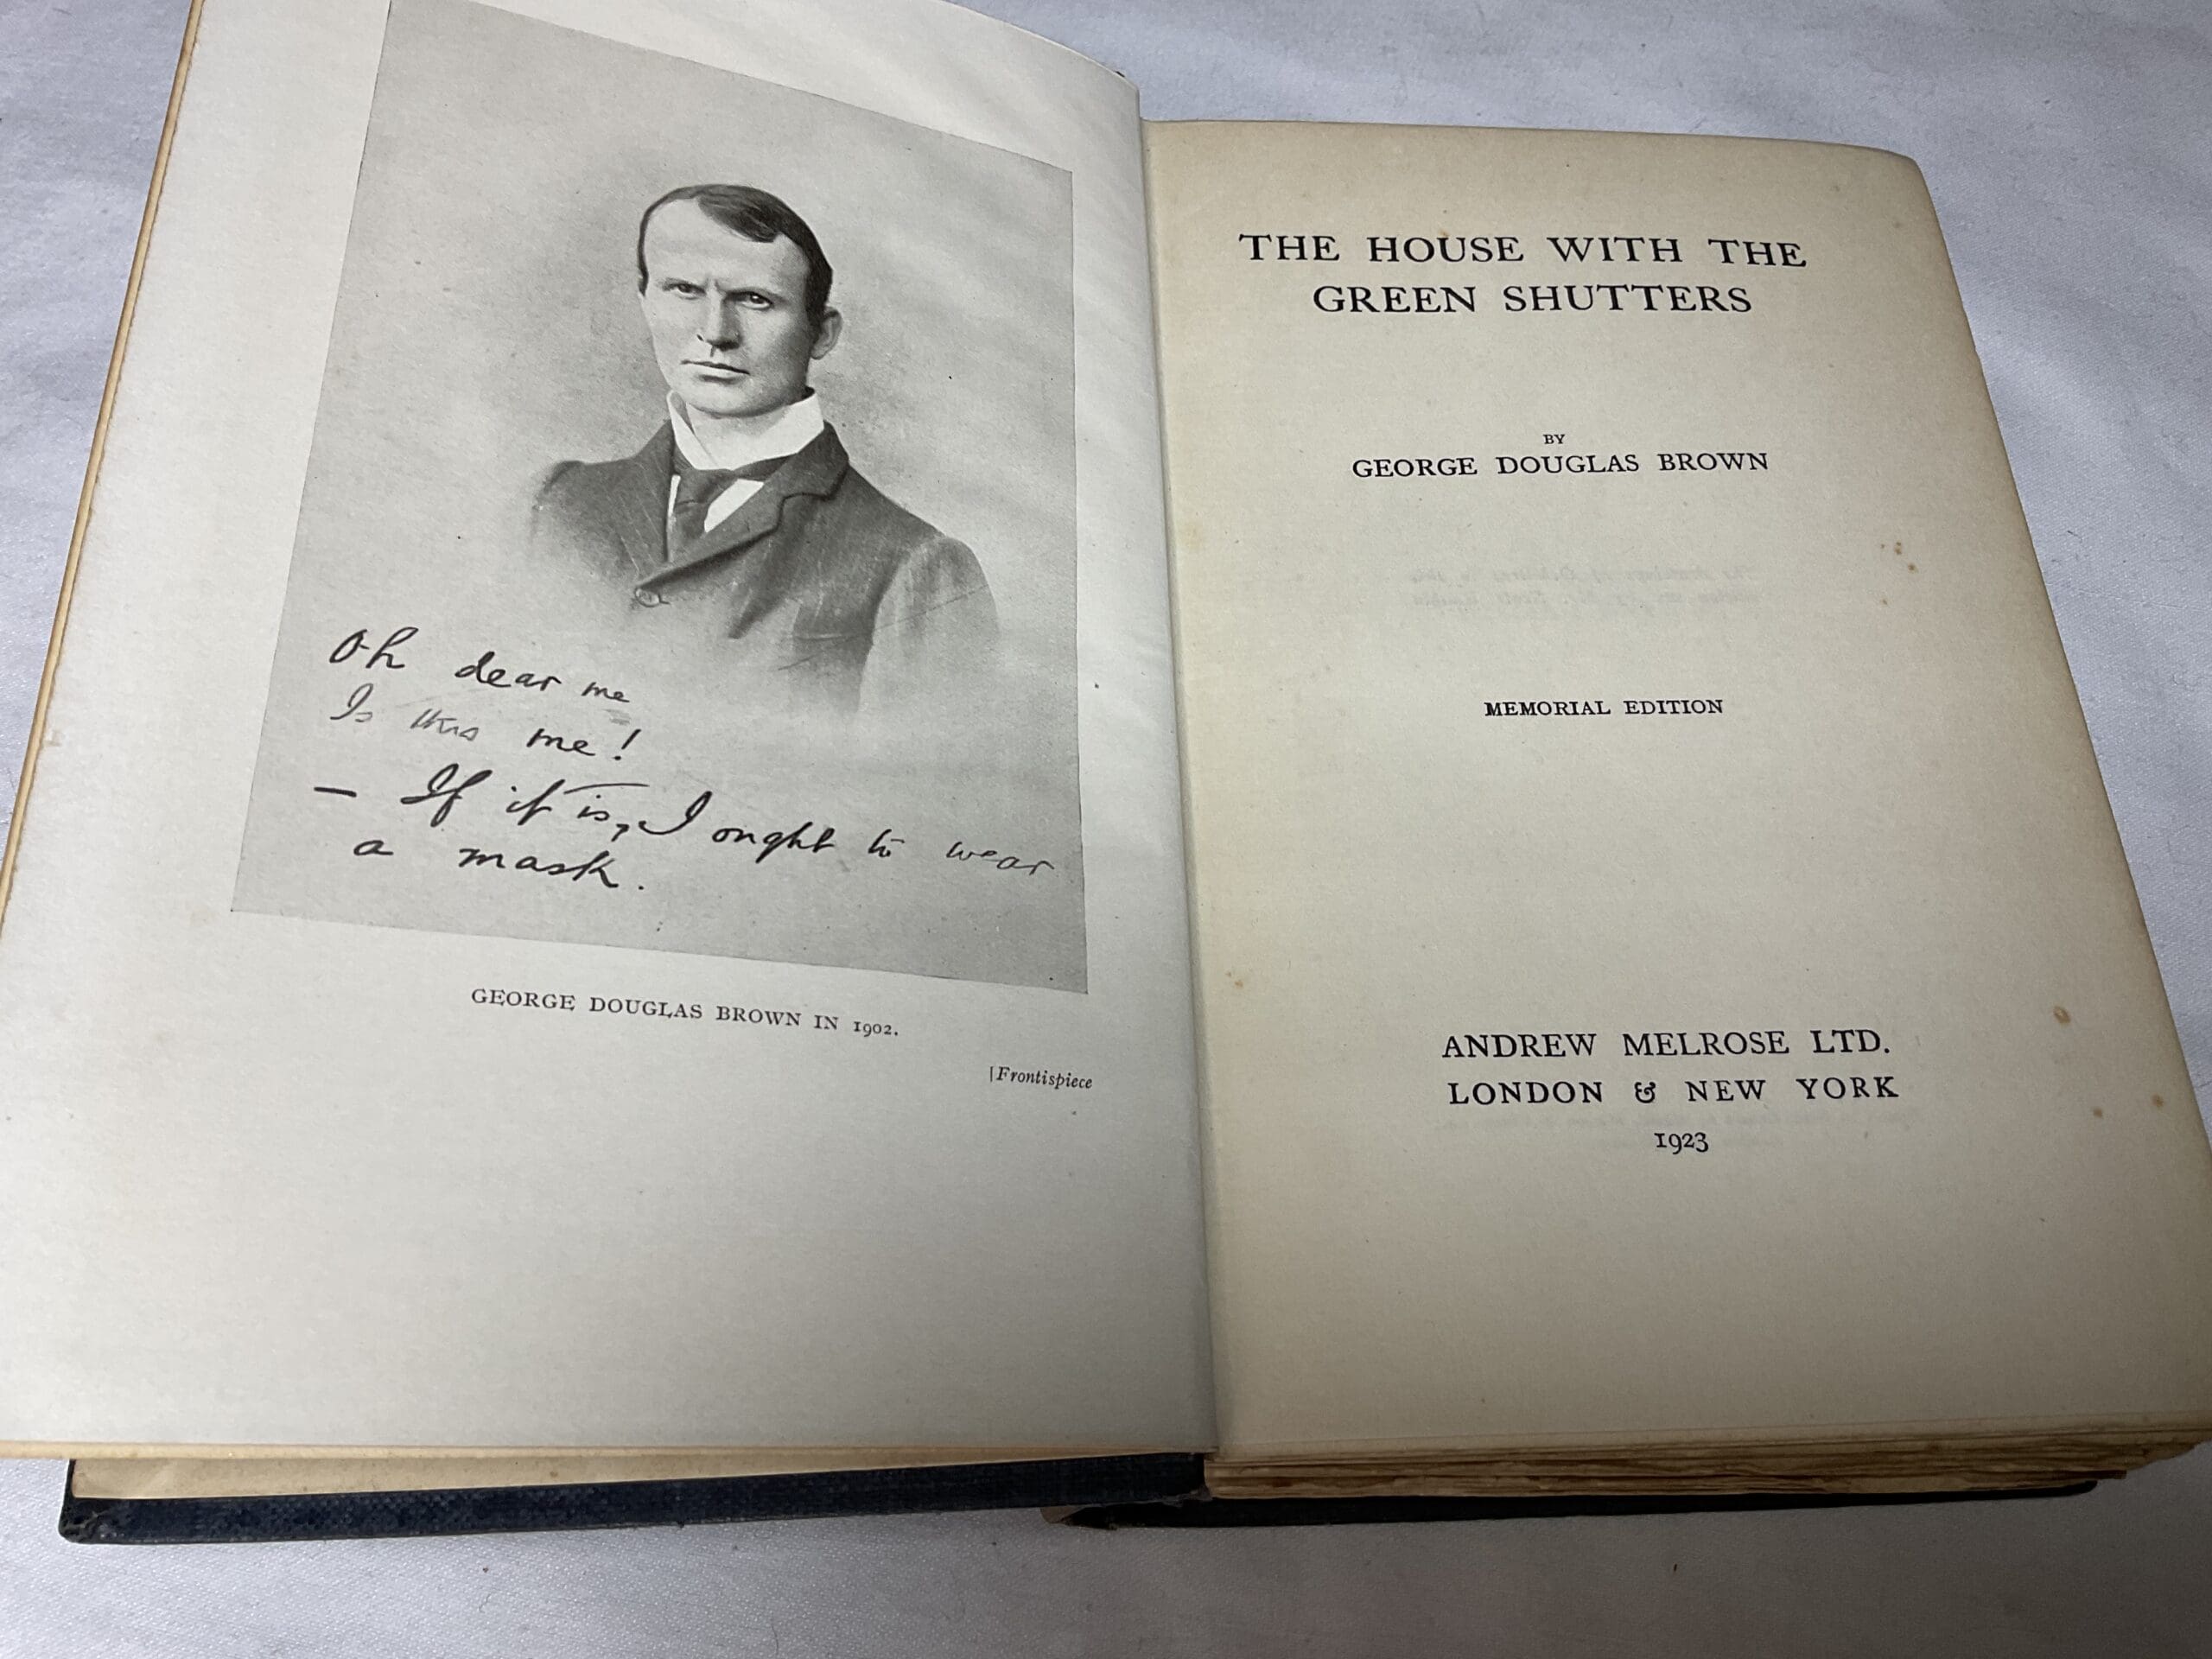 Oh dear me
Is this me!
— If it is, I ought to wear
a mask.
GEORGE DOUGLAS BROWN IN 1902.
[Frontispiece
THE HOUSE WITH THE
GREEN SHUTTERS
BY
GEORGE DOUGLAS BROWN
MEMORIAL EDITION
ANDREW MELROSE LTD.
LONDON & NEW YORK
1923